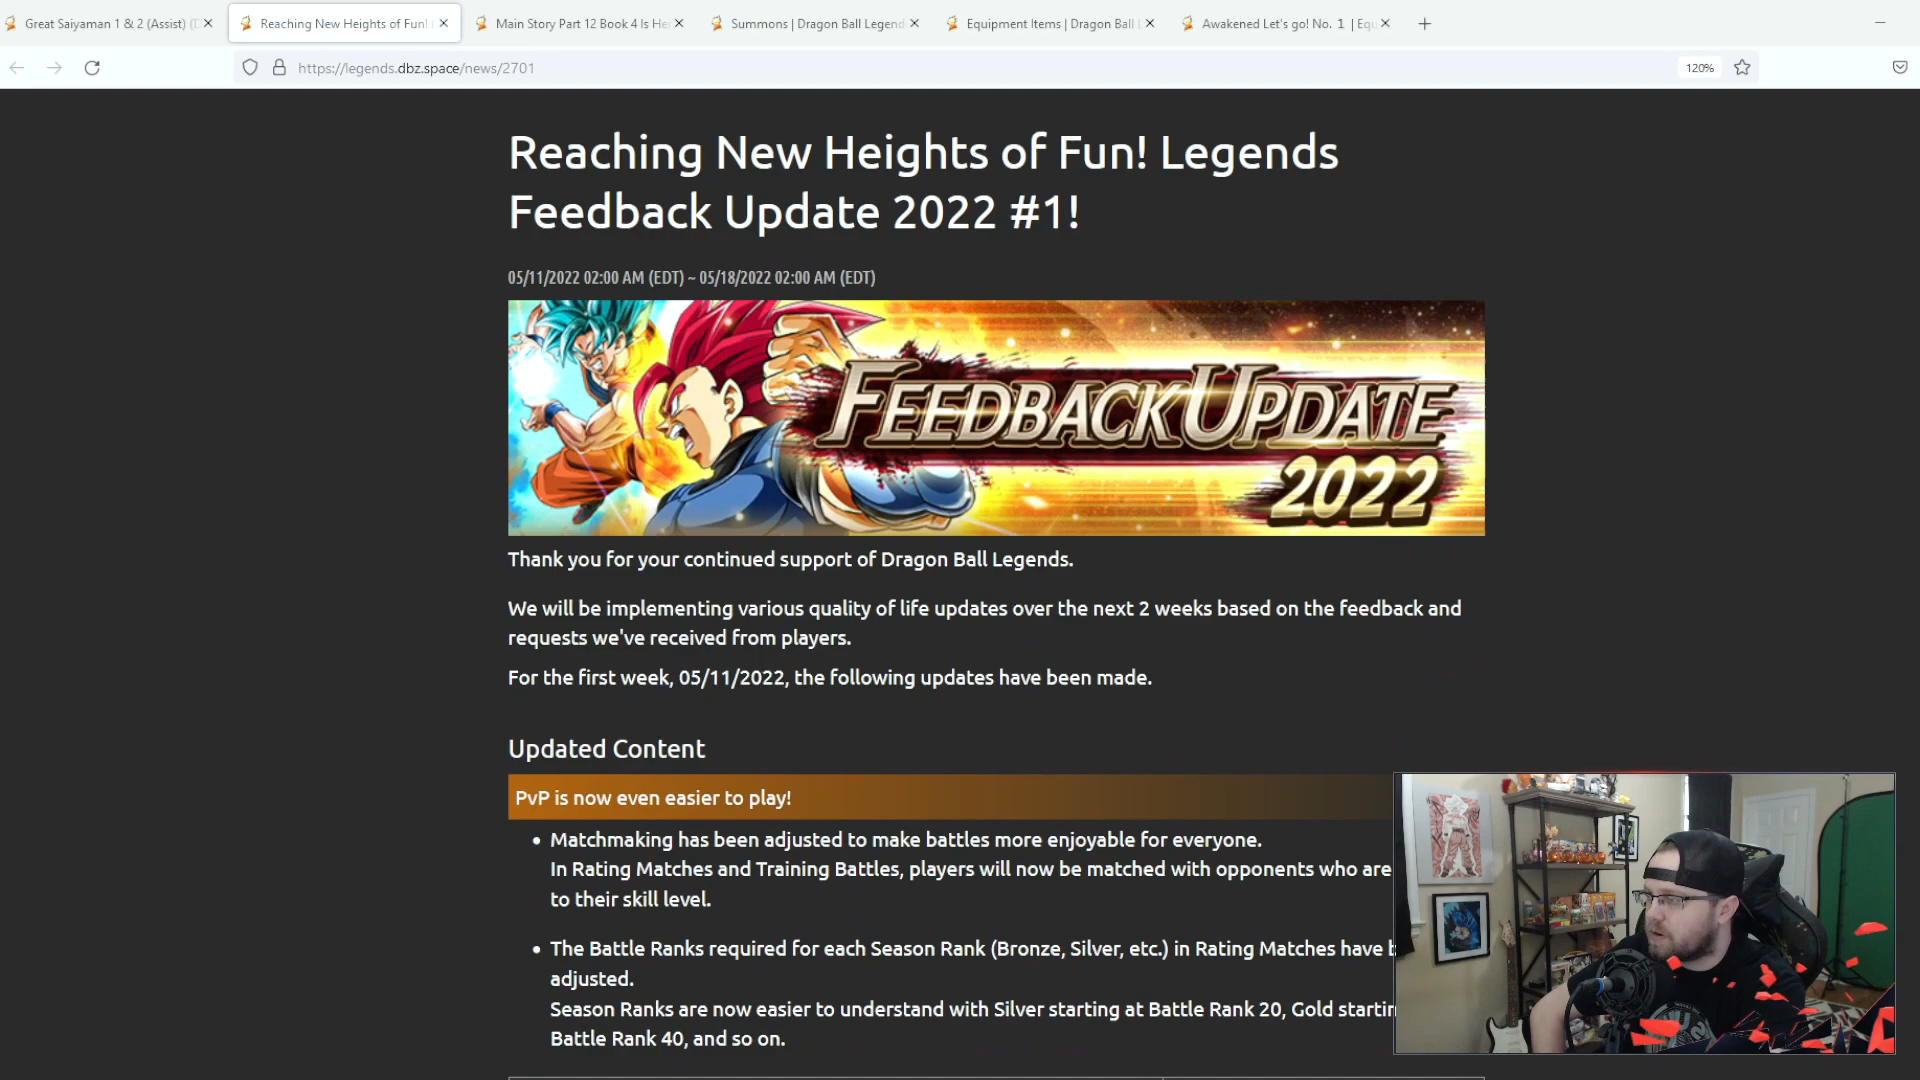 Great Saiyaman 1 & 2 (Assist) (D
Reaching New Heights of Fun!
Main Story Part 12 Book 4 Is He
Summons | Dragon Ball Legend
Equipment Items | Dragon Ball L
Awakened Let's go! No. 1 | Equ
https://legends.dbz.space/news/2701
120%
Reaching New Heights of Fun! Legends
Feedback Update 2022 #1!
05/11/2022 02:00 AM (EDT) ~ 05/18/2022 02:00 AM (EDT)
FEEDBACK UPDATE
2022
Thank you for your continued support of Dragon Ball Legends.
We will be implementing various quality of life updates over the next 2 weeks based on the feedback and
requests we've received from players.
For the first week, 05/11/2022, the following updates have been made.
Updated Content
PvP is now even easier to play!
• Matchmaking has been adjusted to make battles more enjoyable for everyone.
In Rating Matches and Training Battles, players will now be matched with opponents who are
to their skill level.
• The Battle Ranks required for each Season Rank (Bronze, Silver, etc.) in Rating Matches have b
adjusted.
Season Ranks are now easier to understand with Silver starting at Battle Rank 20, Gold startin
Battle Rank 40, and so on.